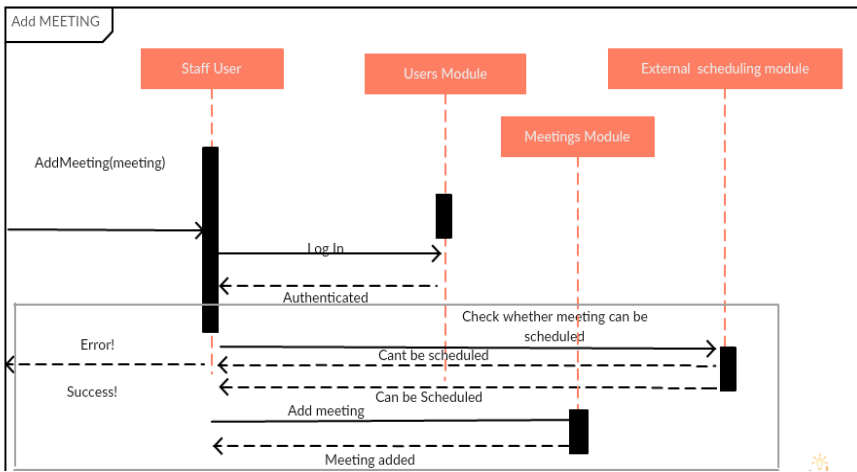 Add MEETING
Staff User
Users Module
External scheduling module
Meetings Module
AddMeeting(meeting)
Log In
Authenticated
Check whether meeting can be
scheduled
Error!
Cant be scheduled
Success!
Can be Scheduled
Add meeting
Meeting added